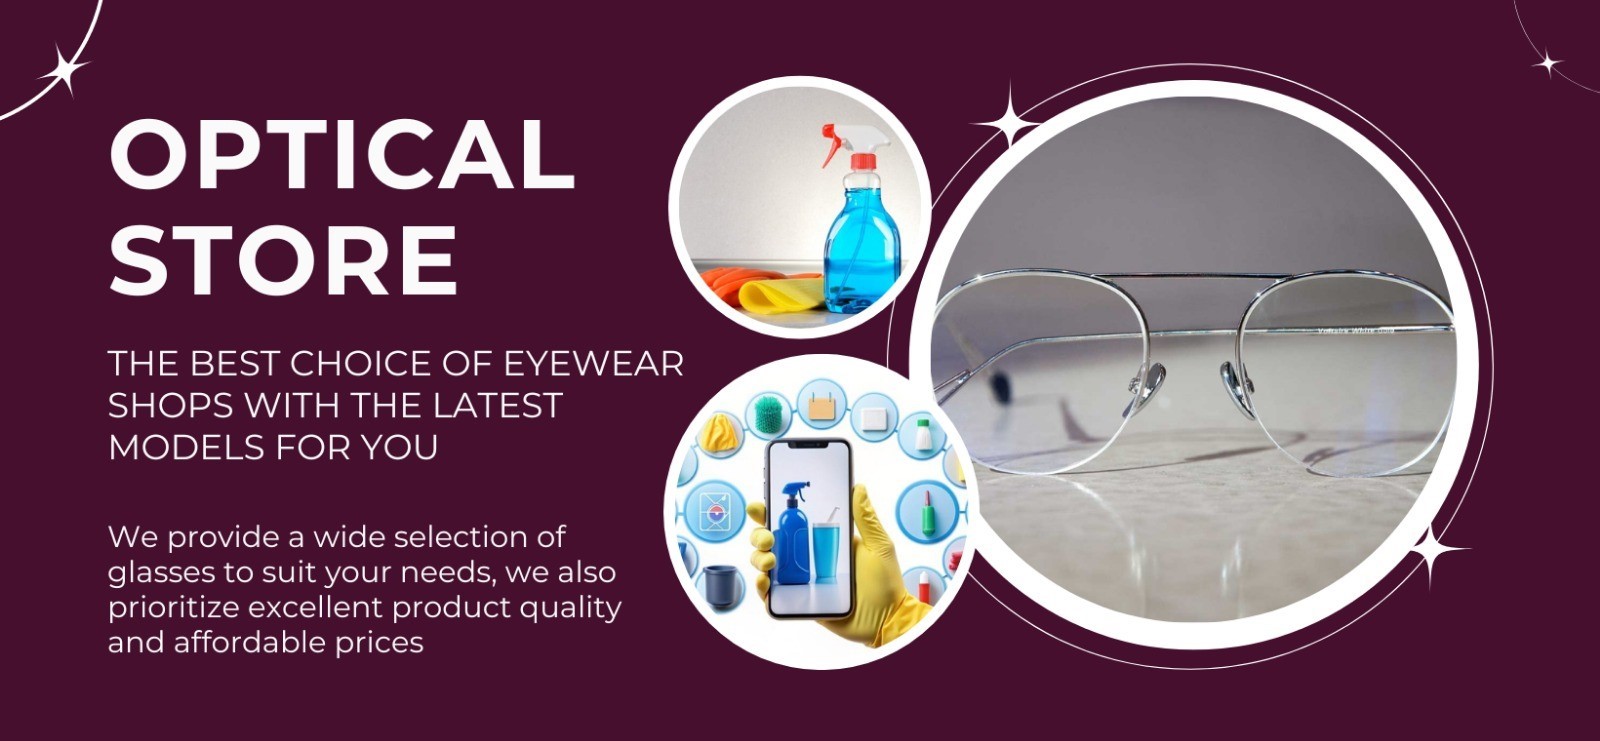 OPTICAL
STORE
THE BEST CHOICE OF EYEWEAR
SHOPS WITH THE LATEST
MODELS FOR YOU
We provide a wide selection of
glasses to suit your needs, we also
prioritize excellent product quality
and affordable prices